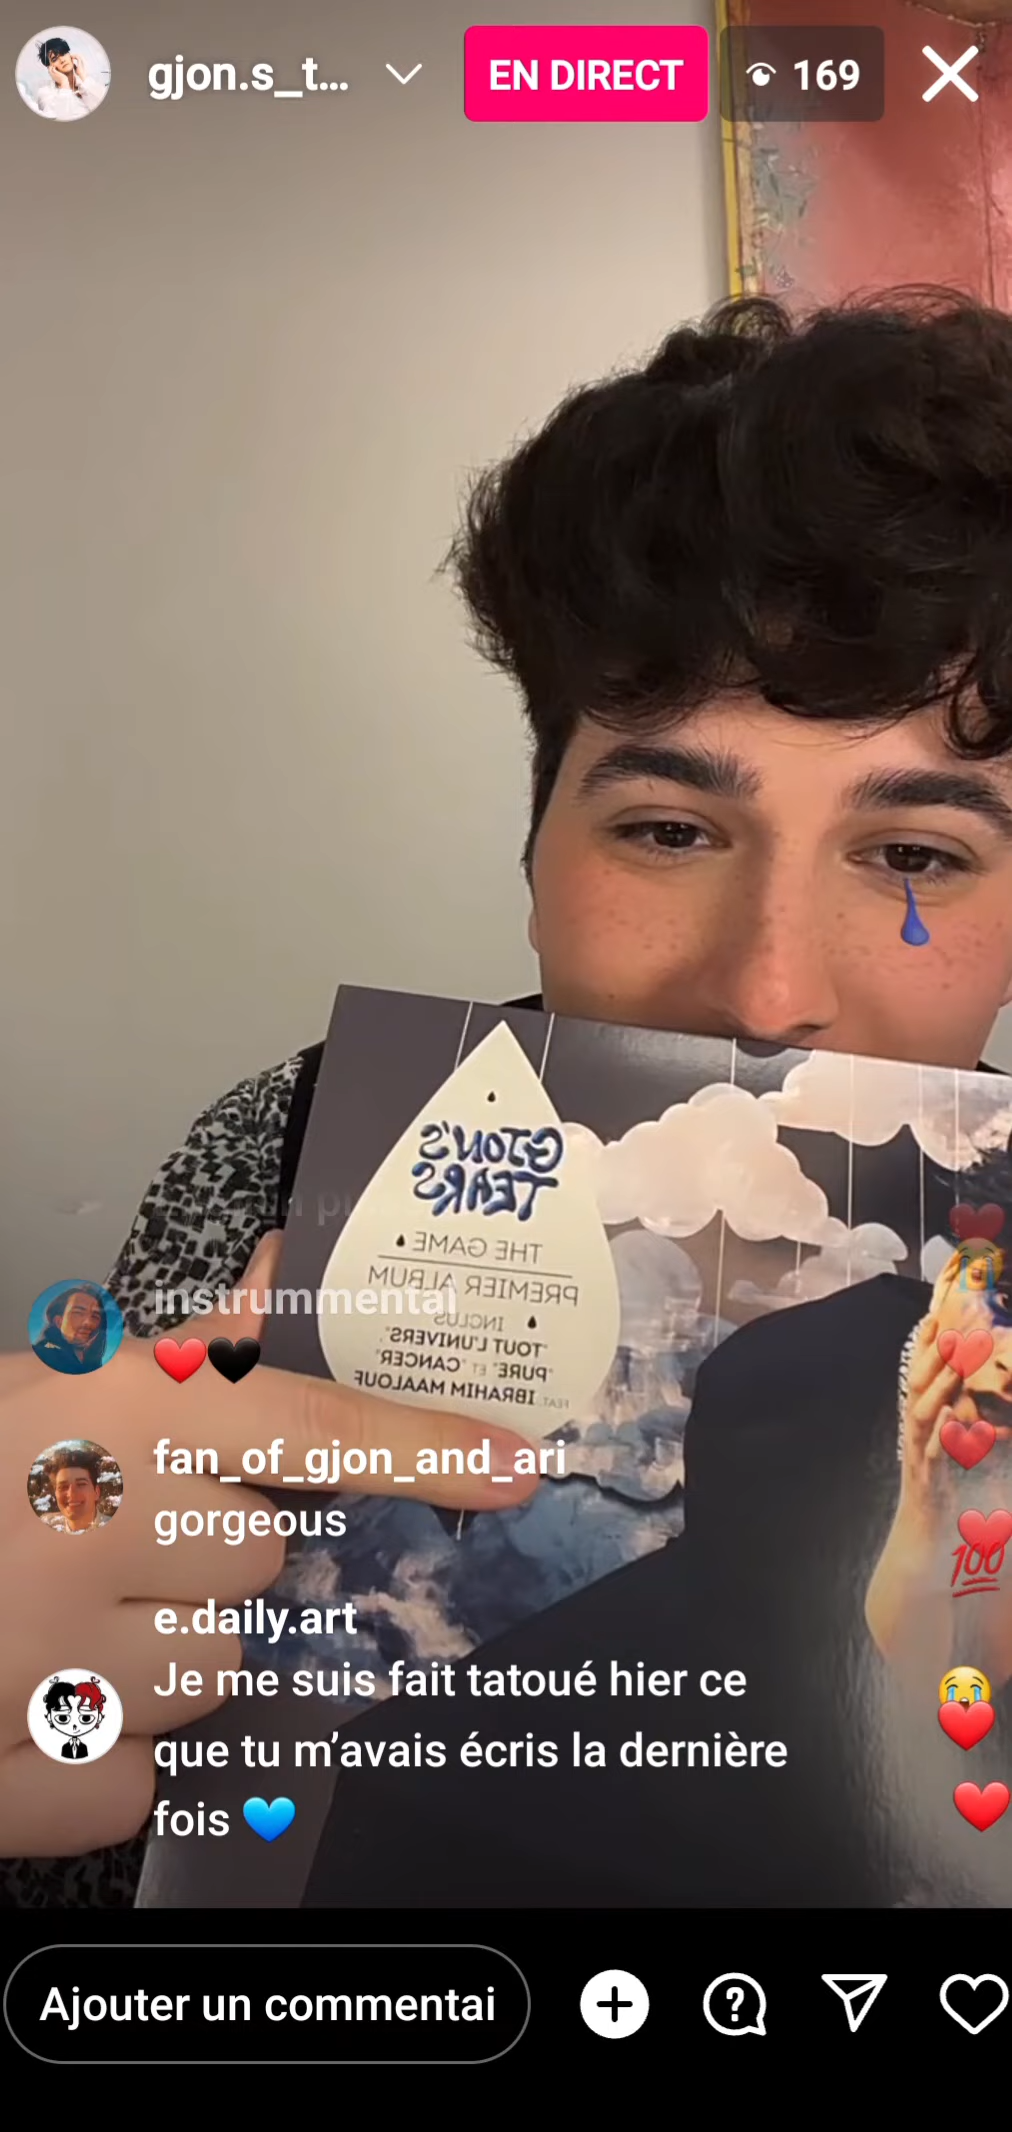 gjon.s_t...
EN DIRECT
169
GJON'S
TEARS
THE GAME
PREMIER ALBUM
INCLUS
"TOUT L'UNIVERS"
"PURE" ET "CANCER"
FEAT. IBRAHIM MAALOUF
instrummental
❤️🖤
fan_of_gjon_and_ari
gorgeous
e.daily.art
Je me suis fait tatoué hier ce
que tu m'avais écris la dernière
fois 💙
Ajouter un commentai